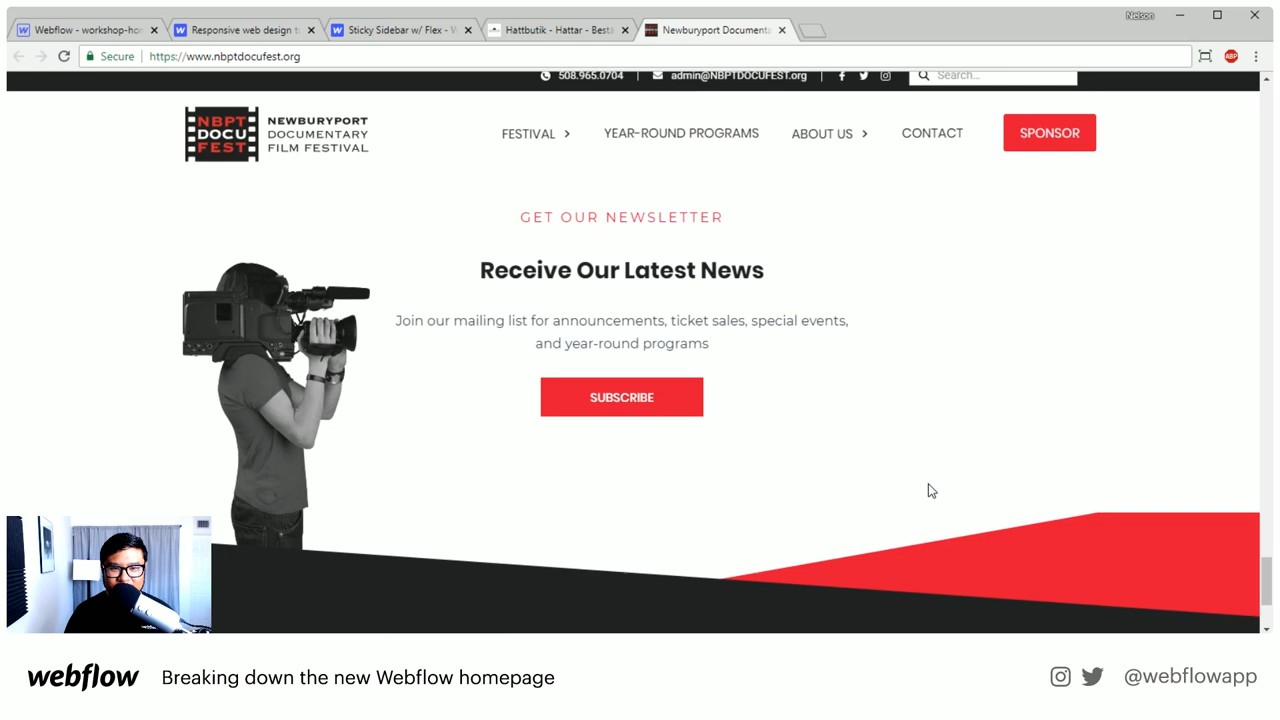 Nelson
Webflow - workshop-ho
Responsive web design t
Sticky Sidebar w/ Flex - W
Hattbutik - Hattar - Bestä
Newburyport Documenta
Secure
https://www.nbptdocufest.org
ABP
508.965.0704
admin@NBPTDOCUFEST.org
Search...
NBPT
DOCU
FEST
NEWBURYPORT
DOCUMENTARY
FILM FESTIVAL
FESTIVAL
YEAR-ROUND PROGRAMS
ABOUT US
CONTACT
SPONSOR
GET OUR NEWSLETTER
Receive Our Latest News
Join our mailing list for announcements, ticket sales, special events,
and year-round programs
SUBSCRIBE
webflow
Breaking down the new Webflow homepage
@webflowapp